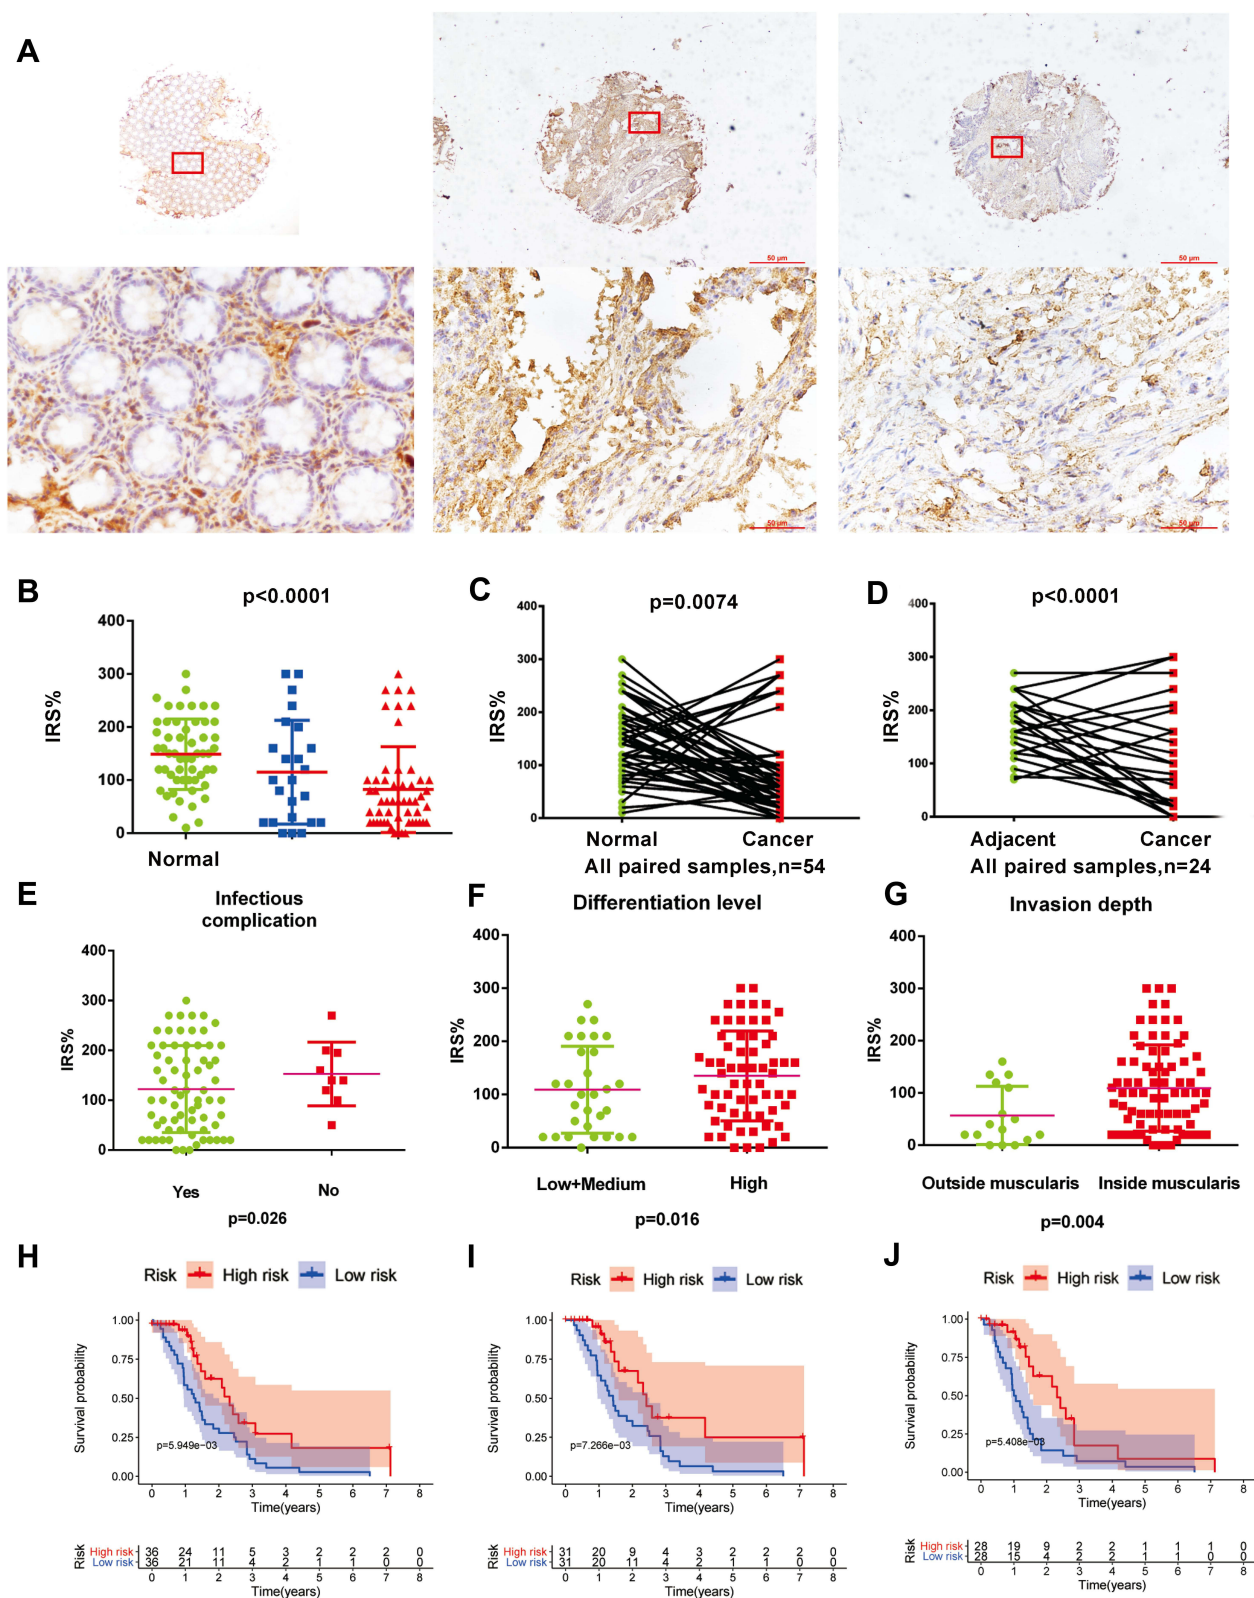 A
50 μm
50 μm
50 μm
50 μm
B
p<0.0001
IRS%
400
300
200
100
0
Normal
C
p=0.0074
IRS%
400
300
200
100
0
Normal Cancer
All paired samples,n=54
D
p<0.0001
IRS%
400
300
200
100
0
Adjacent Cancer
All paired samples,n=24
E
Infectious
complication
IRS%
400
300
200
100
0
Yes No
p=0.026
F
Differentiation level
IRS%
400
300
200
100
0
Low+Medium High
p=0.016
G
Invasion depth
IRS%
400
300
200
100
0
Outside muscularis Inside muscularis
p=0.004
H
Risk High risk Low risk
Survival probability
1.00
0.75
0.50
0.25
0.00
p=5.949e-03
0 1 2 3 4 5 6 7 8
Time(years)
Risk
High risk 36 24 11 5 3 2 2 2 0
Low risk 36 21 11 4 2 1 1 0 0
0 1 2 3 4 5 6 7 8
Time(years)
I
Risk High risk Low risk
Survival probability
1.00
0.75
0.50
0.25
0.00
p=7.266e-03
0 1 2 3 4 5 6 7 8
Time(years)
Risk
High risk 31 20 9 4 3 2 2 2 0
Low risk 31 20 11 4 2 2 1 0 0
0 1 2 3 4 5 6 7 8
Time(years)
J
Risk High risk Low risk
Survival probability
1.00
0.75
0.50
0.25
0.00
p=5.408e-03
0 1 2 3 4 5 6 7 8
Time(years)
Risk
High risk 28 19 9 2 2 1 1 1 0
Low risk 28 15 4 2 2 1 1 0 0
0 1 2 3 4 5 6 7 8
Time(years)